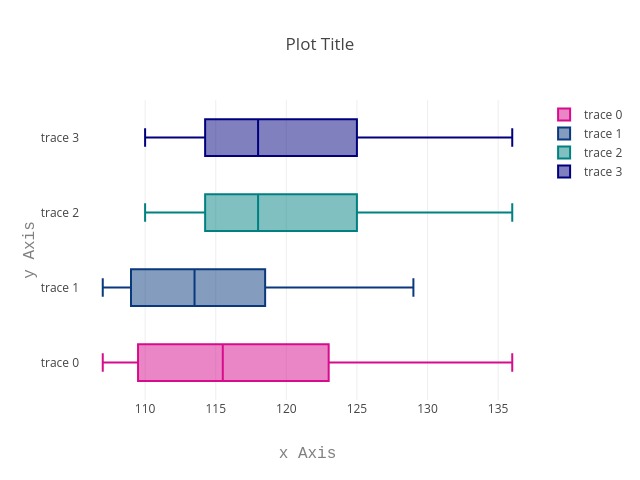 Plot Title
trace 3
trace 2
trace 1
trace 0
y Axis
110 115 120 125 130 135
x Axis
trace 0
trace 1
trace 2
trace 3